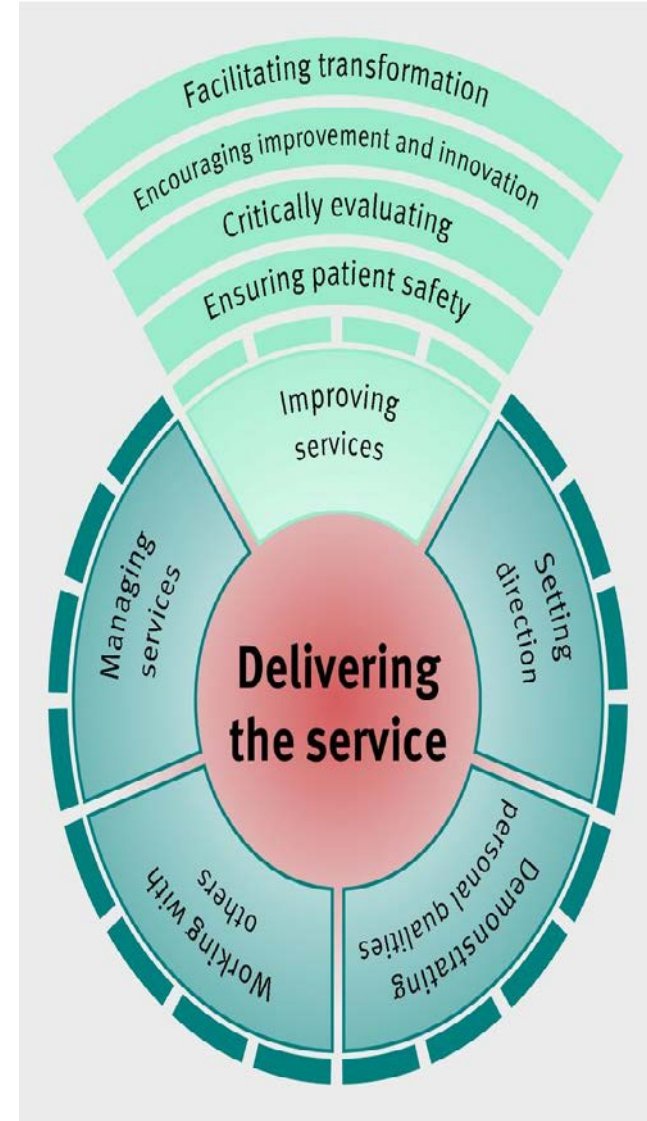 Facilitating transformation
Encouraging improvement and innovation
Critically evaluating
Ensuring patient safety
Improving
services
Setting
direction
Demonstrating
personal qualities
Working with
others
Managing
services
Delivering
the service